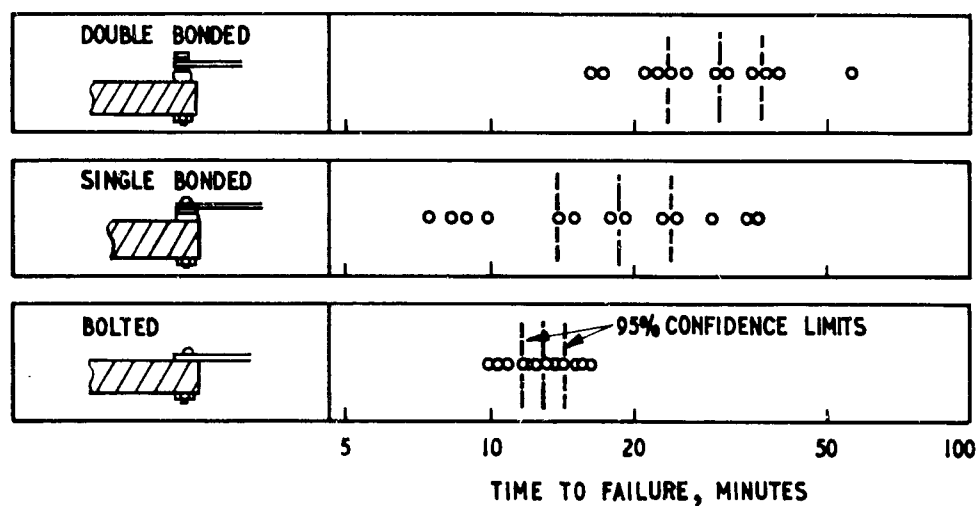 DOUBLE BONDED
SINGLE BONDED
BOLTED
95% CONFIDENCE LIMITS
5 10 20 50 100
TIME TO FAILURE, MINUTES